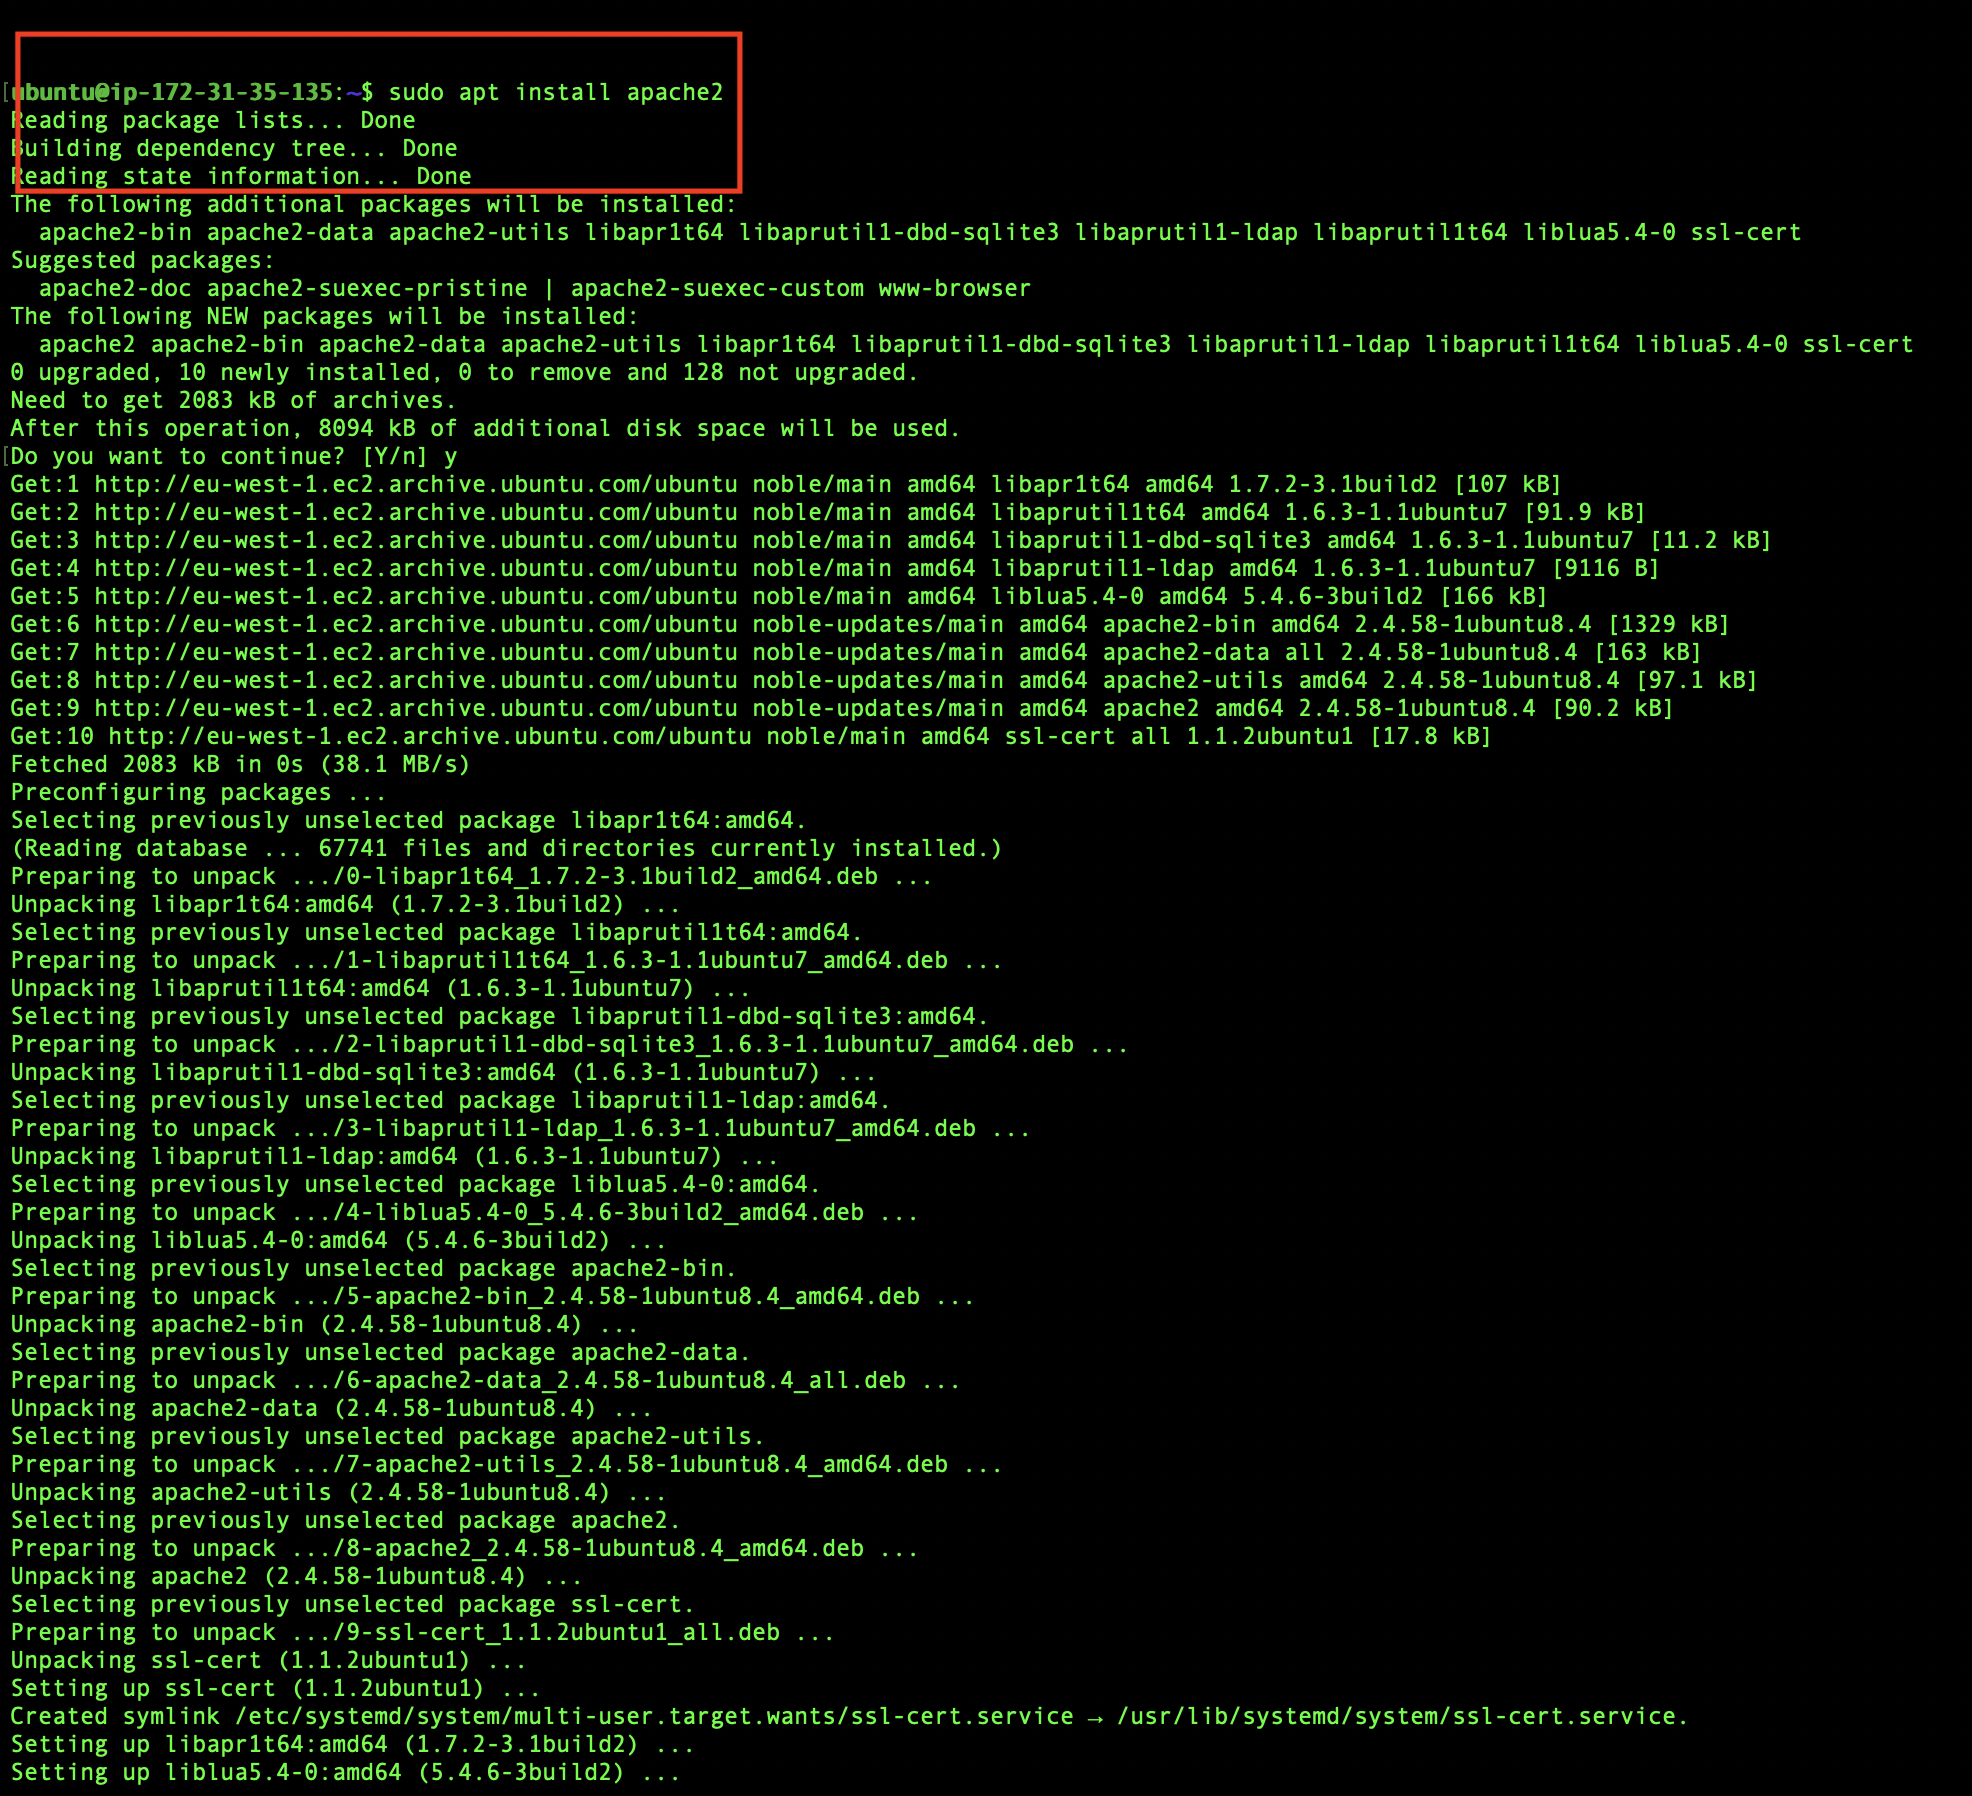 ubuntu@ip-172-31-35-135:~$ sudo apt install apache2
Reading package lists... Done
Building dependency tree... Done
Reading state information... Done
The following additional packages will be installed:
  apache2-bin apache2-data apache2-utils libapr1t64 libaprutil1-dbd-sqlite3 libaprutil1-ldap libaprutil1t64 liblua5.4-0 ssl-cert
Suggested packages:
  apache2-doc apache2-suexec-pristine | apache2-suexec-custom www-browser
The following NEW packages will be installed:
  apache2 apache2-bin apache2-data apache2-utils libapr1t64 libaprutil1-dbd-sqlite3 libaprutil1-ldap libaprutil1t64 liblua5.4-0 ssl-cert
0 upgraded, 10 newly installed, 0 to remove and 128 not upgraded.
Need to get 2083 kB of archives.
After this operation, 8094 kB of additional disk space will be used.
Do you want to continue? [Y/n] y
Get:1 http://eu-west-1.ec2.archive.ubuntu.com/ubuntu noble/main amd64 libapr1t64 amd64 1.7.2-3.1build2 [107 kB]
Get:2 http://eu-west-1.ec2.archive.ubuntu.com/ubuntu noble/main amd64 libaprutil1t64 amd64 1.6.3-1.1ubuntu7 [91.9 kB]
Get:3 http://eu-west-1.ec2.archive.ubuntu.com/ubuntu noble/main amd64 libaprutil1-dbd-sqlite3 amd64 1.6.3-1.1ubuntu7 [11.2 kB]
Get:4 http://eu-west-1.ec2.archive.ubuntu.com/ubuntu noble/main amd64 libaprutil1-ldap amd64 1.6.3-1.1ubuntu7 [9116 B]
Get:5 http://eu-west-1.ec2.archive.ubuntu.com/ubuntu noble/main amd64 liblua5.4-0 amd64 5.4.6-3build2 [166 kB]
Get:6 http://eu-west-1.ec2.archive.ubuntu.com/ubuntu noble-updates/main amd64 apache2-bin amd64 2.4.58-1ubuntu8.4 [1329 kB]
Get:7 http://eu-west-1.ec2.archive.ubuntu.com/ubuntu noble-updates/main amd64 apache2-data all 2.4.58-1ubuntu8.4 [163 kB]
Get:8 http://eu-west-1.ec2.archive.ubuntu.com/ubuntu noble-updates/main amd64 apache2-utils amd64 2.4.58-1ubuntu8.4 [97.1 kB]
Get:9 http://eu-west-1.ec2.archive.ubuntu.com/ubuntu noble-updates/main amd64 apache2 amd64 2.4.58-1ubuntu8.4 [90.2 kB]
Get:10 http://eu-west-1.ec2.archive.ubuntu.com/ubuntu noble/main amd64 ssl-cert all 1.1.2ubuntu1 [17.8 kB]
Fetched 2083 kB in 0s (38.1 MB/s)
Preconfiguring packages ...
Selecting previously unselected package libapr1t64:amd64.
(Reading database ... 67741 files and directories currently installed.)
Preparing to unpack .../0-libapr1t64_1.7.2-3.1build2_amd64.deb ...
Unpacking libapr1t64:amd64 (1.7.2-3.1build2) ...
Selecting previously unselected package libaprutil1t64:amd64.
Preparing to unpack .../1-libaprutil1t64_1.6.3-1.1ubuntu7_amd64.deb ...
Unpacking libaprutil1t64:amd64 (1.6.3-1.1ubuntu7) ...
Selecting previously unselected package libaprutil1-dbd-sqlite3:amd64.
Preparing to unpack .../2-libaprutil1-dbd-sqlite3_1.6.3-1.1ubuntu7_amd64.deb ...
Unpacking libaprutil1-dbd-sqlite3:amd64 (1.6.3-1.1ubuntu7) ...
Selecting previously unselected package libaprutil1-ldap:amd64.
Preparing to unpack .../3-libaprutil1-ldap_1.6.3-1.1ubuntu7_amd64.deb ...
Unpacking libaprutil1-ldap:amd64 (1.6.3-1.1ubuntu7) ...
Selecting previously unselected package liblua5.4-0:amd64.
Preparing to unpack .../4-liblua5.4-0_5.4.6-3build2_amd64.deb ...
Unpacking liblua5.4-0:amd64 (5.4.6-3build2) ...
Selecting previously unselected package apache2-bin.
Preparing to unpack .../5-apache2-bin_2.4.58-1ubuntu8.4_amd64.deb ...
Unpacking apache2-bin (2.4.58-1ubuntu8.4) ...
Selecting previously unselected package apache2-data.
Preparing to unpack .../6-apache2-data_2.4.58-1ubuntu8.4_all.deb ...
Unpacking apache2-data (2.4.58-1ubuntu8.4) ...
Selecting previously unselected package apache2-utils.
Preparing to unpack .../7-apache2-utils_2.4.58-1ubuntu8.4_amd64.deb ...
Unpacking apache2-utils (2.4.58-1ubuntu8.4) ...
Selecting previously unselected package apache2.
Preparing to unpack .../8-apache2_2.4.58-1ubuntu8.4_amd64.deb ...
Unpacking apache2 (2.4.58-1ubuntu8.4) ...
Selecting previously unselected package ssl-cert.
Preparing to unpack .../9-ssl-cert_1.1.2ubuntu1_all.deb ...
Unpacking ssl-cert (1.1.2ubuntu1) ...
Setting up ssl-cert (1.1.2ubuntu1) ...
Created symlink /etc/systemd/system/multi-user.target.wants/ssl-cert.service → /usr/lib/systemd/system/ssl-cert.service.
Setting up libapr1t64:amd64 (1.7.2-3.1build2) ...
Setting up liblua5.4-0:amd64 (5.4.6-3build2) ...